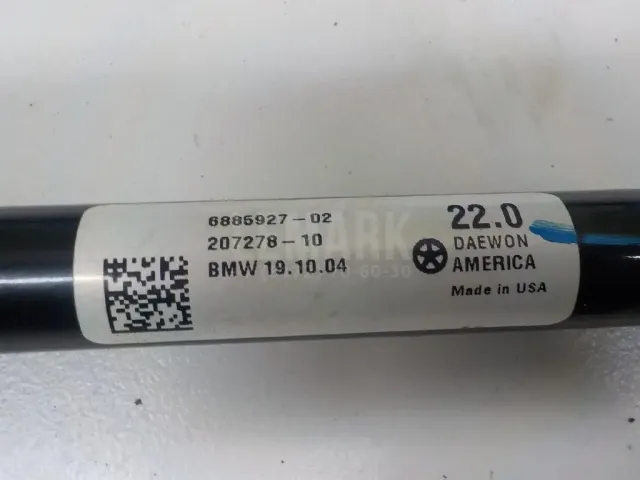 6885927-02
207278-10
BMW 19.10.04
22.0
DAEWON
AMERICA
Made in USA